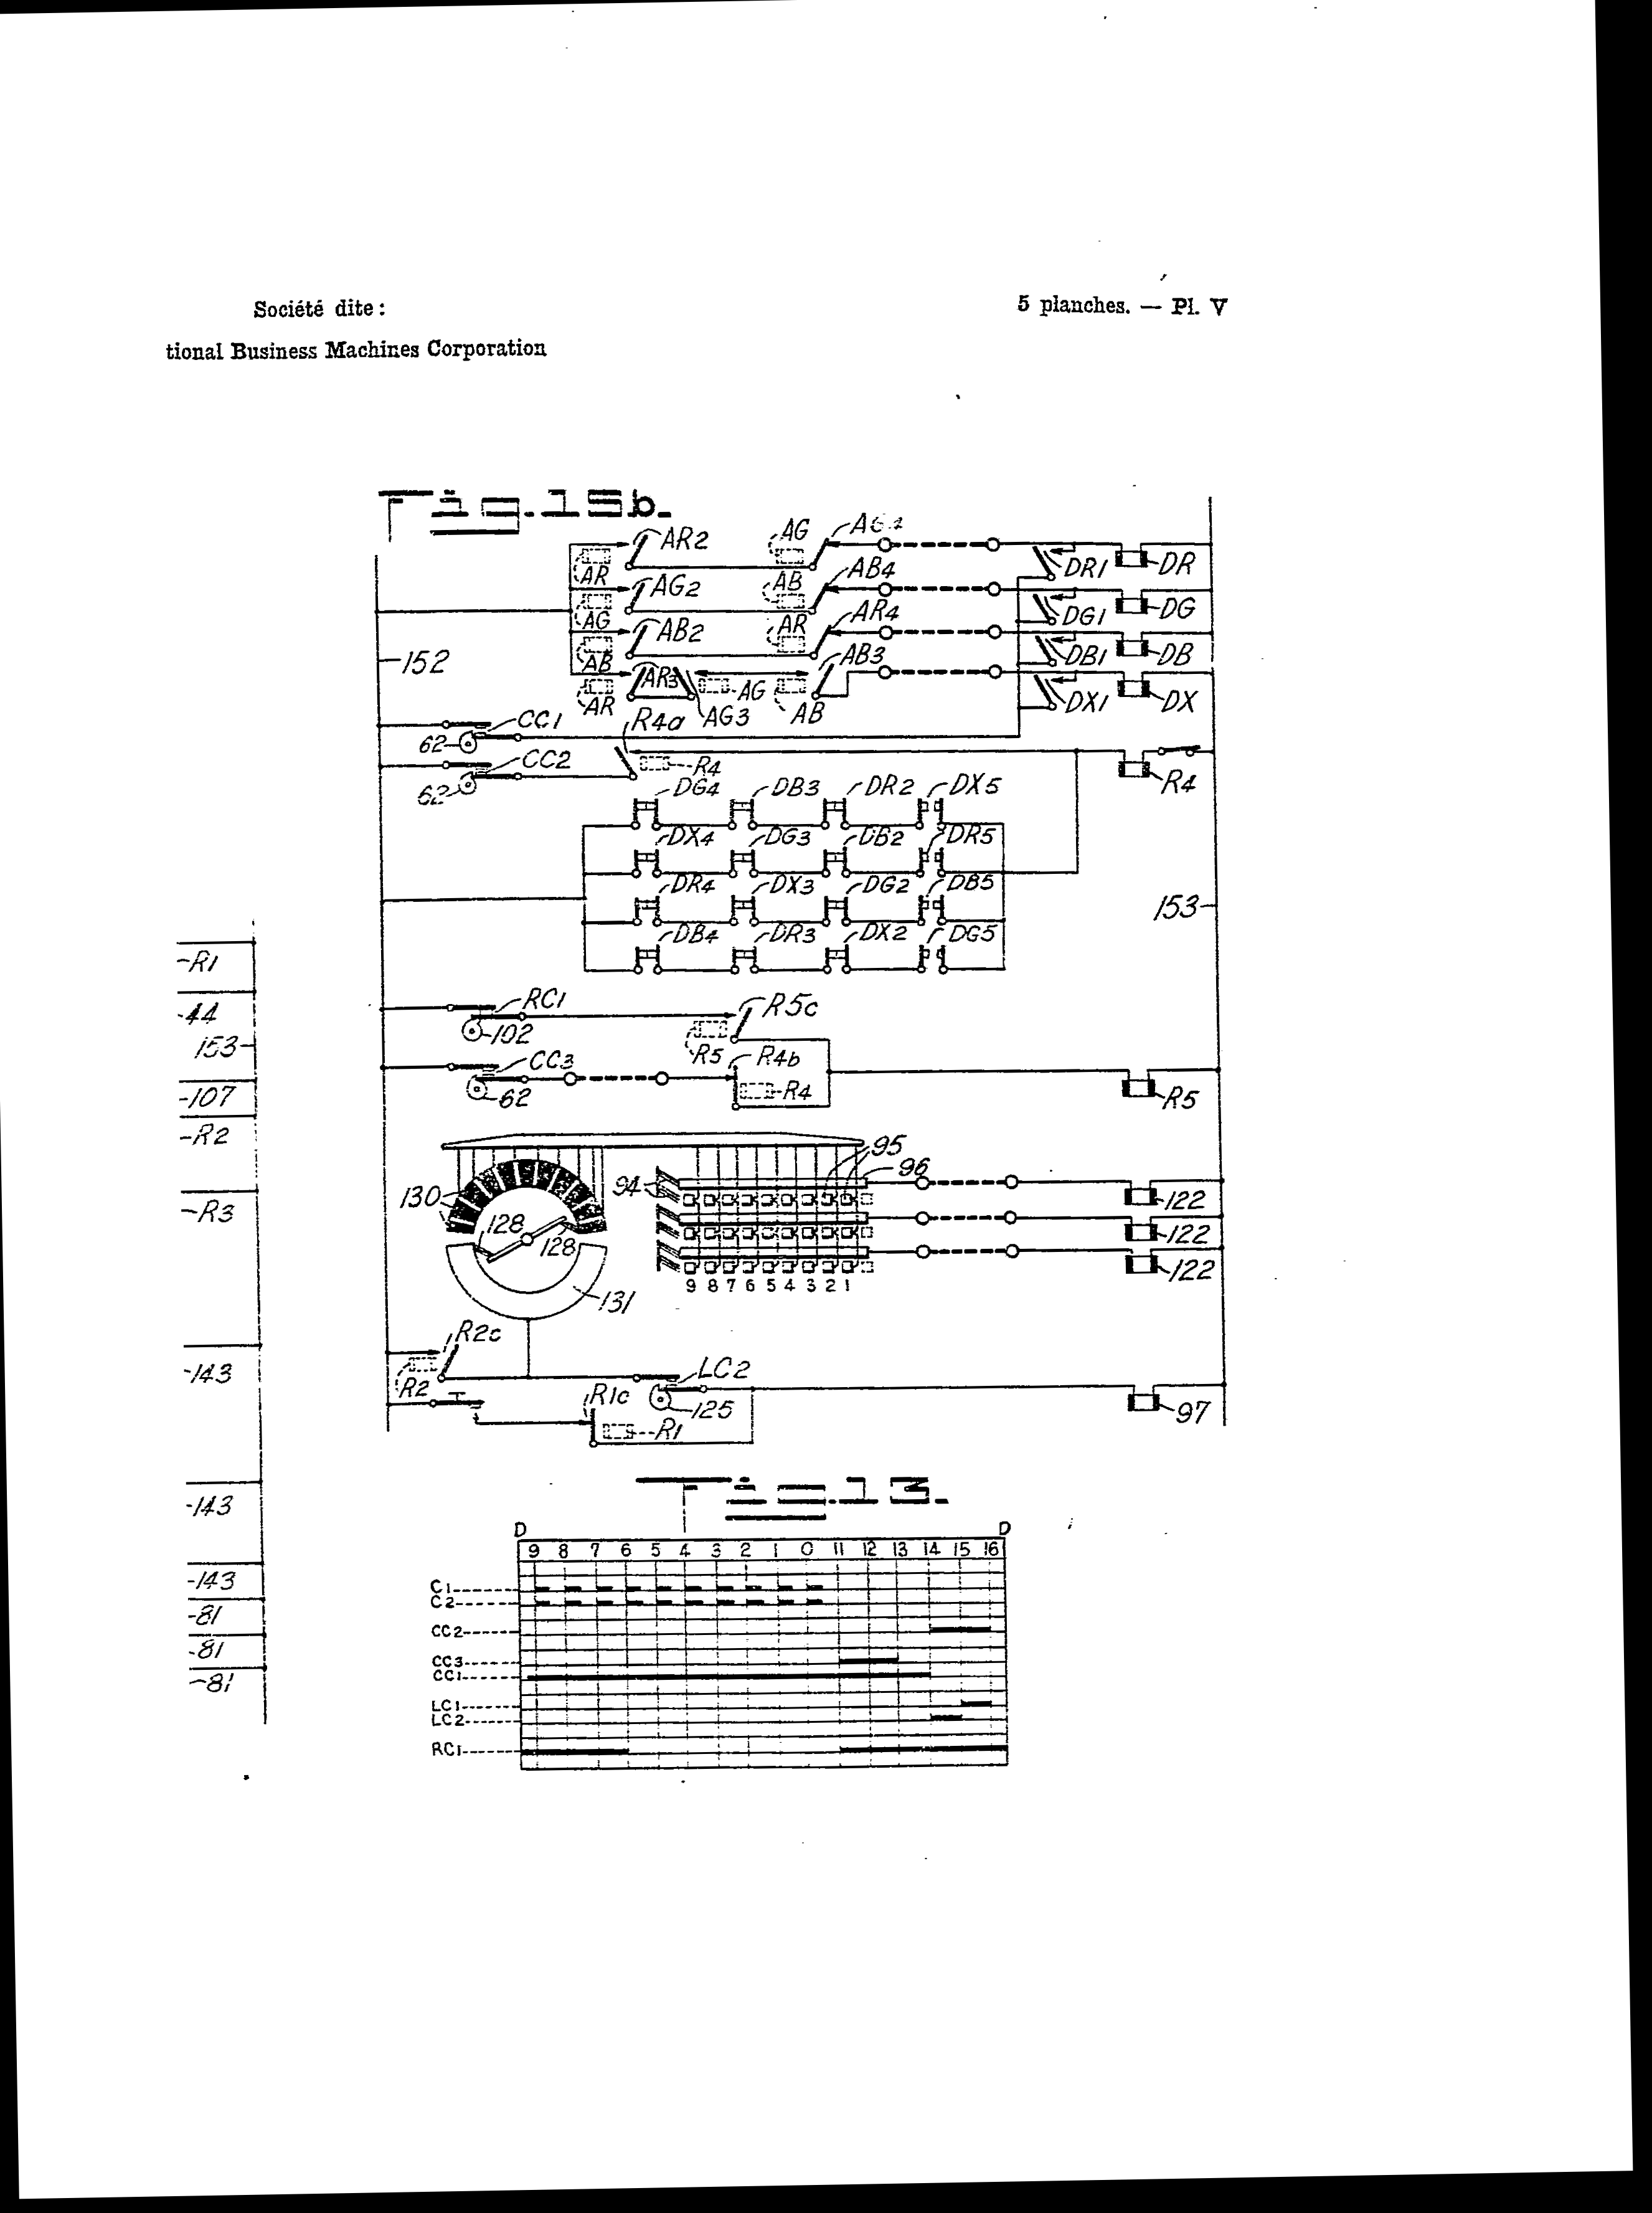 Société dite :
5 planches. — Pl. V
tional Business Machines Corporation
Fig.15b.
AR2
AG
AR
DR1
DR
AG2
AB
AB4
AG
DG1
DG
AB2
AR
AR4
AB
DB1
DB
152
AR3
AG
AB3
AR
AG3
AB
DX1
DX
CC1
R4a
62
CC2
R4
R4
62
DG4
DB3
DR2
DX5
DX4
DG3
DB2
DR5
DR4
DX3
DG2
DB5
153
DB4
DR3
DX2
DG5
-R1
-44
153
-107
-R2
-R3
-143
-143
-143
-81
-81
-81
RC1
R5c
102
R5
CC3
R4b
62
R4
R5
95
96
130
94
122
128
128
122
122
9 8 7 6 5 4 3 2 1
131
R2c
R2
LC2
R1c
125
R1
97
Fig.13.
D D
9 8 7 6 5 4 3 2 1 0 11 12 13 14 15 16
C1
C2
CC2
CC3
CC1
LC1
LC2
RC1